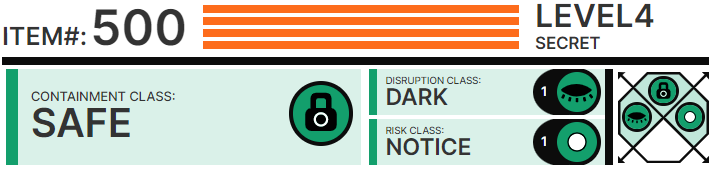 ITEM#: 500
LEVEL4
SECRET
CONTAINMENT CLASS:
SAFE
DISRUPTION CLASS:
DARK
1
RISK CLASS:
NOTICE
1